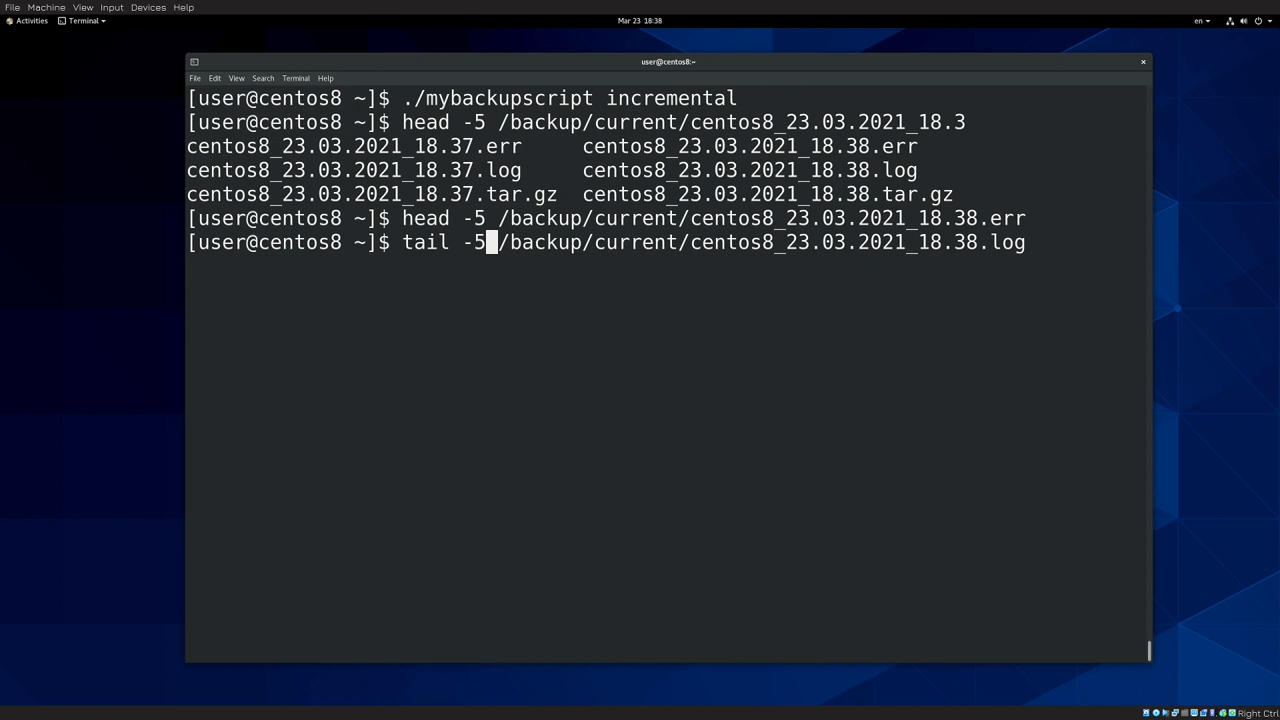 File Machine View Input Devices Help
Activities Terminal Mar 23 18:38 en
user@centos8:~
File Edit View Search Terminal Help
[user@centos8 ~]$ ./mybackupscript incremental
[user@centos8 ~]$ head -5 /backup/current/centos8_23.03.2021_18.3
centos8_23.03.2021_18.37.err centos8_23.03.2021_18.38.err
centos8_23.03.2021_18.37.log centos8_23.03.2021_18.38.log
centos8_23.03.2021_18.37.tar.gz centos8_23.03.2021_18.38.tar.gz
[user@centos8 ~]$ head -5 /backup/current/centos8_23.03.2021_18.38.err
[user@centos8 ~]$ tail -5 /backup/current/centos8_23.03.2021_18.38.log
Right Ctrl